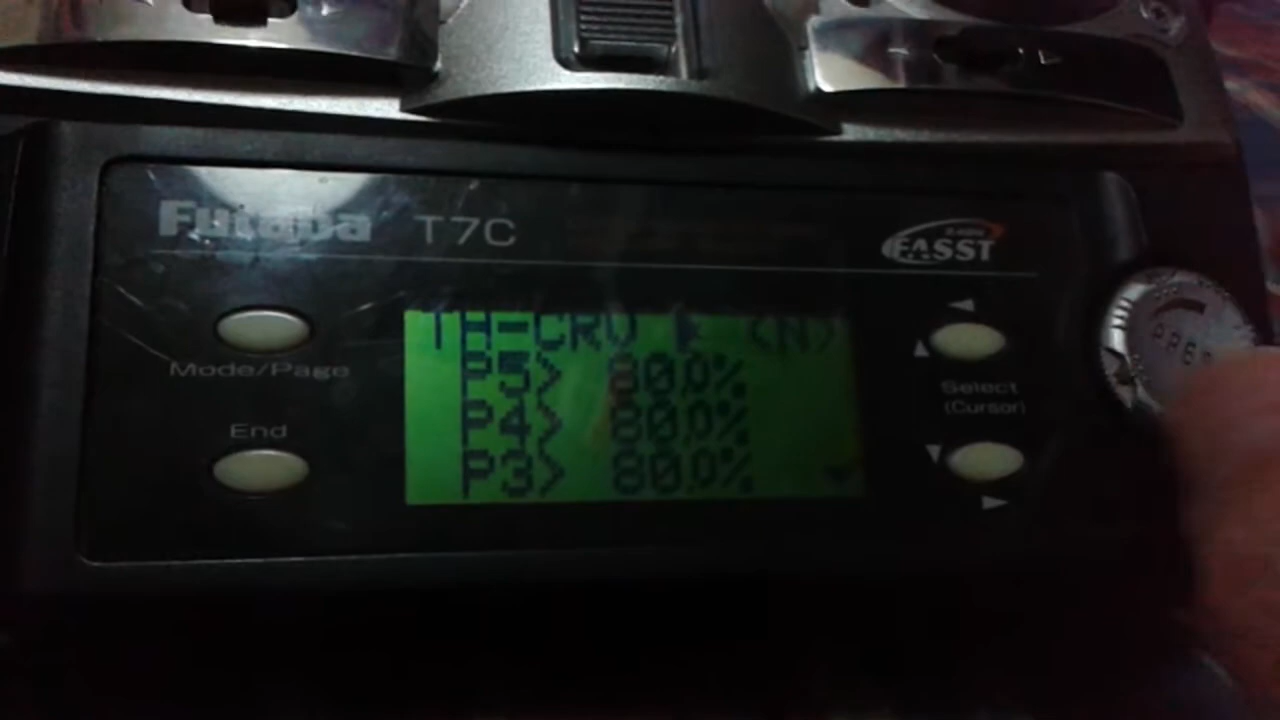 Futaba T7C
FASST
Mode/Page
End
TH-CRV (N)
P5> 80.0%
P4> 80.0%
P3> 80.0%
Select
(Cursor)